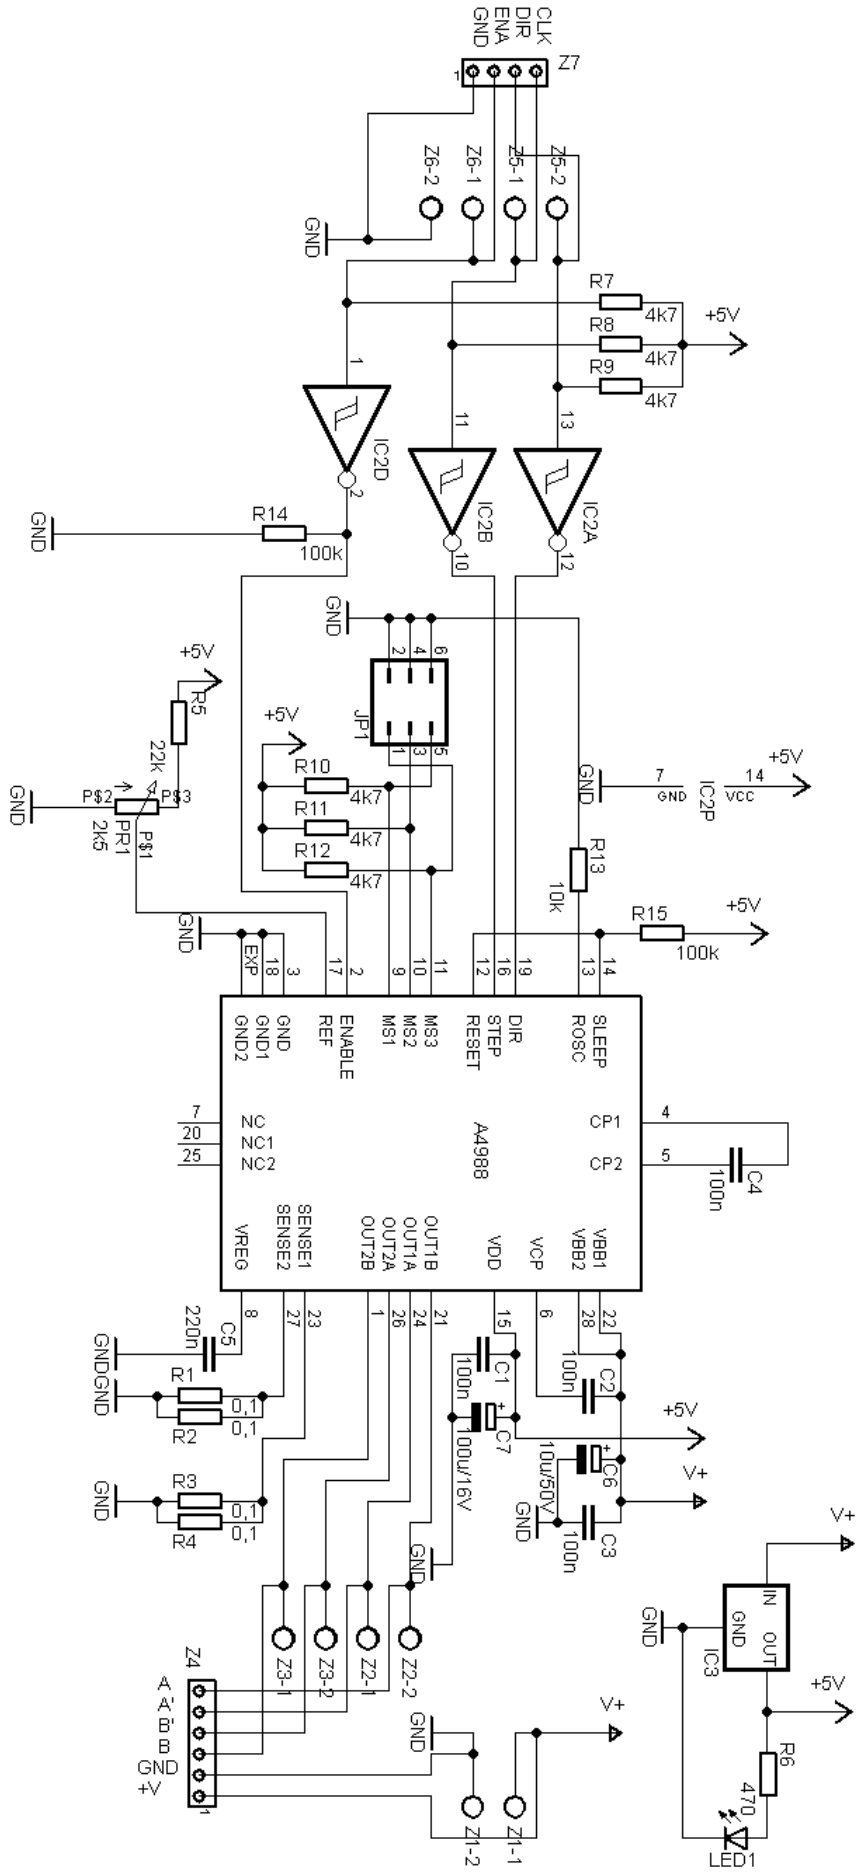 CLK
DIR
ENA
GND
Z7
1
Z5-2
Z5-1
Z6-1
Z6-2
GND
R7
4k7
R8
4k7
R9
4k7
+5V
1
11
13
IC2D
2
IC2B
10
IC2A
12
GND
R14
100k
GND
2
4
6
JP1
1
3
5
+5V
R5
22k
+5V
R10
4k7
R11
4k7
R12
4k7
GND
P$2
P$3
P$1
PR1
2k5
GND
7
GND
IC2P
14
VCC
+5V
R13
10k
R15
100k
+5V
GND
EXP
18
3
17
2
9
10
11
12
16
19
13
14
GND2
GND1
GND
REF
ENABLE
MS1
MS2
MS3
RESET
STEP
DIR
ROSC
SLEEP
7
NC
20
NC1
25
NC2
A4988
CP1
4
CP2
5
C4
100n
VREG
SENSE2
SENSE1
OUT2B
OUT2A
OUT1A
OUT1B
VDD
VCP
VBB2
VBB1
8
27
23
1
26
24
21
15
6
28
22
GND
C5
220n
GND
R1
0,1
R2
0,1
GND
R3
0,1
R4
0,1
C1
100n
C7
+
100u/16V
GND
C2
100n
+5V
C6
+
10u/50V
V+
GND
C3
100n
V+
IN
GND
OUT
IC3
GND
+5V
R6
470
LED1
Z3-1
Z3-2
Z2-1
Z2-2
Z4
A
A'
B'
B
GND
+V
1
GND
V+
Z1-2
Z1-1